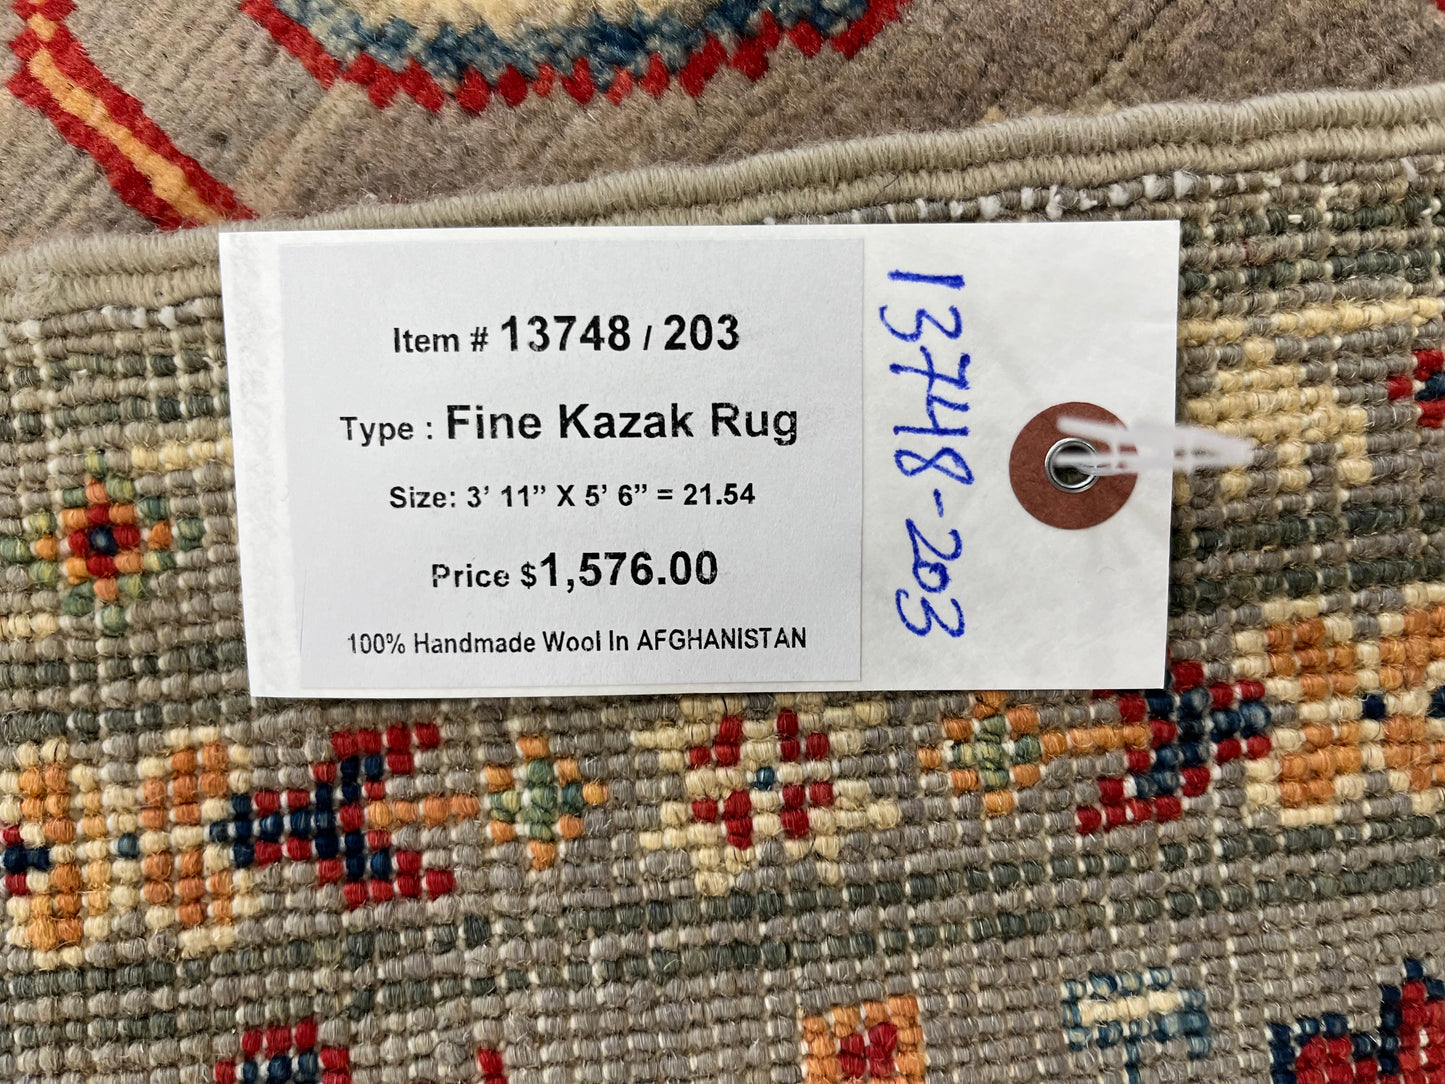 Item # 13748 / 203
Type : Fine Kazak Rug
Size: 3’ 11” X 5’ 6” = 21.54
Price $1,576.00
100% Handmade Wool In AFGHANISTAN
13748-203